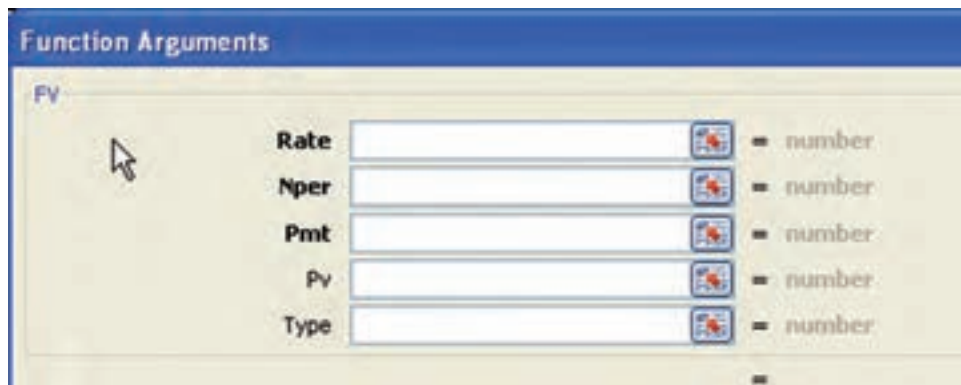 Function Arguments
FV
Rate = number
Nper = number
Pmt = number
Pv = number
Type = number
=